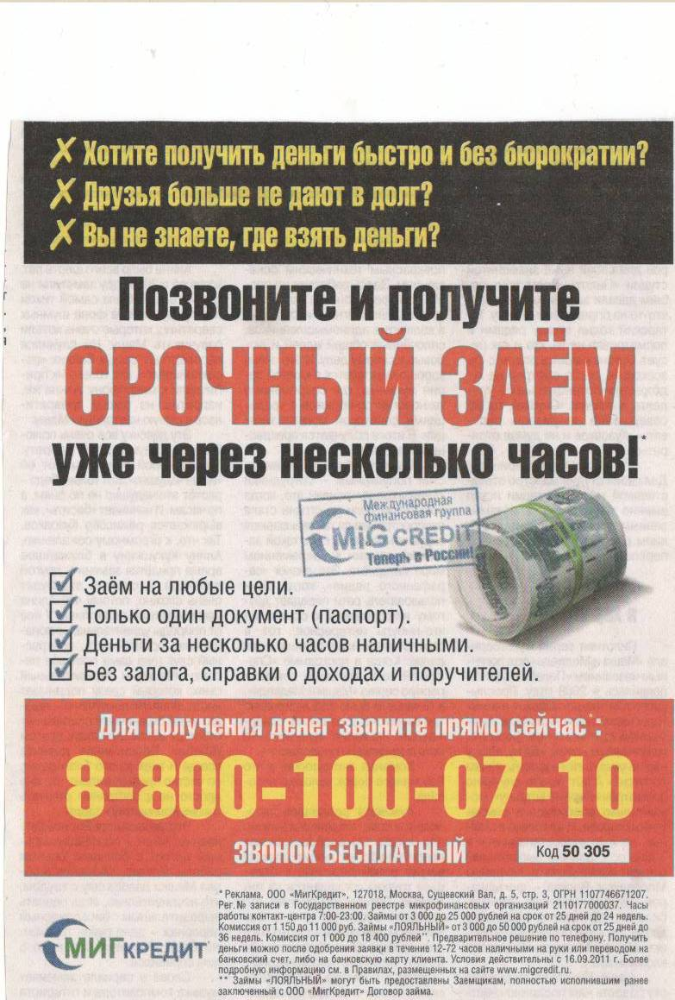 ✗ Хотите получить деньги быстро и без бюрократии?
✗ Друзья больше не дают в долг?
✗ Вы не знаете, где взять деньги?
Позвоните и получите
СРОЧНЫЙ ЗАЁМ
уже через несколько часов!*
Международная
финансовая группа
MiG CREDIT
Теперь в России!
Заём на любые цели.
Только один документ (паспорт).
Деньги за несколько часов наличными.
Без залога, справки о доходах и поручителей.
Для получения денег звоните прямо сейчас*:
8-800-100-07-10
ЗВОНОК БЕСПЛАТНЫЙ
Код 50 305
* Реклама. ООО «МигКредит», 127018, Москва, Сущевский Вал, д. 5, стр. 3, ОГРН 1107746671207.
Рег.№ записи в Государственном реестре микрофинансовых организаций 2110177000037. Часы
работы контакт-центра 7:00-23:00. Займы от 3 000 до 25 000 рублей на срок от 25 дней до 24 недель.
Комиссия от 1 150 до 11 000 руб. Займы «ЛОЯЛЬНЫЙ» от 3 000 до 50 000 рублей на срок от 25 дней до
36 недель. Комиссия от 1 000 до 18 400 рублей**. Предварительное решение по телефону. Получить
деньги можно после одобрения заявки в течение 12-72 часов наличными на руки или переводом на
банковский счет, либо на банковскую карту клиента. Условия действительны с 16.09.2011 г. Более
подробную информацию см. в Правилах, размещенных на сайте www.migcredit.ru.
** Займы «ЛОЯЛЬНЫЙ» могут быть предоставлены Заемщикам, полностью исполнившим ранее
заключенный с ООО «МигКредит» Договор займа.
МИГКРЕДИТ